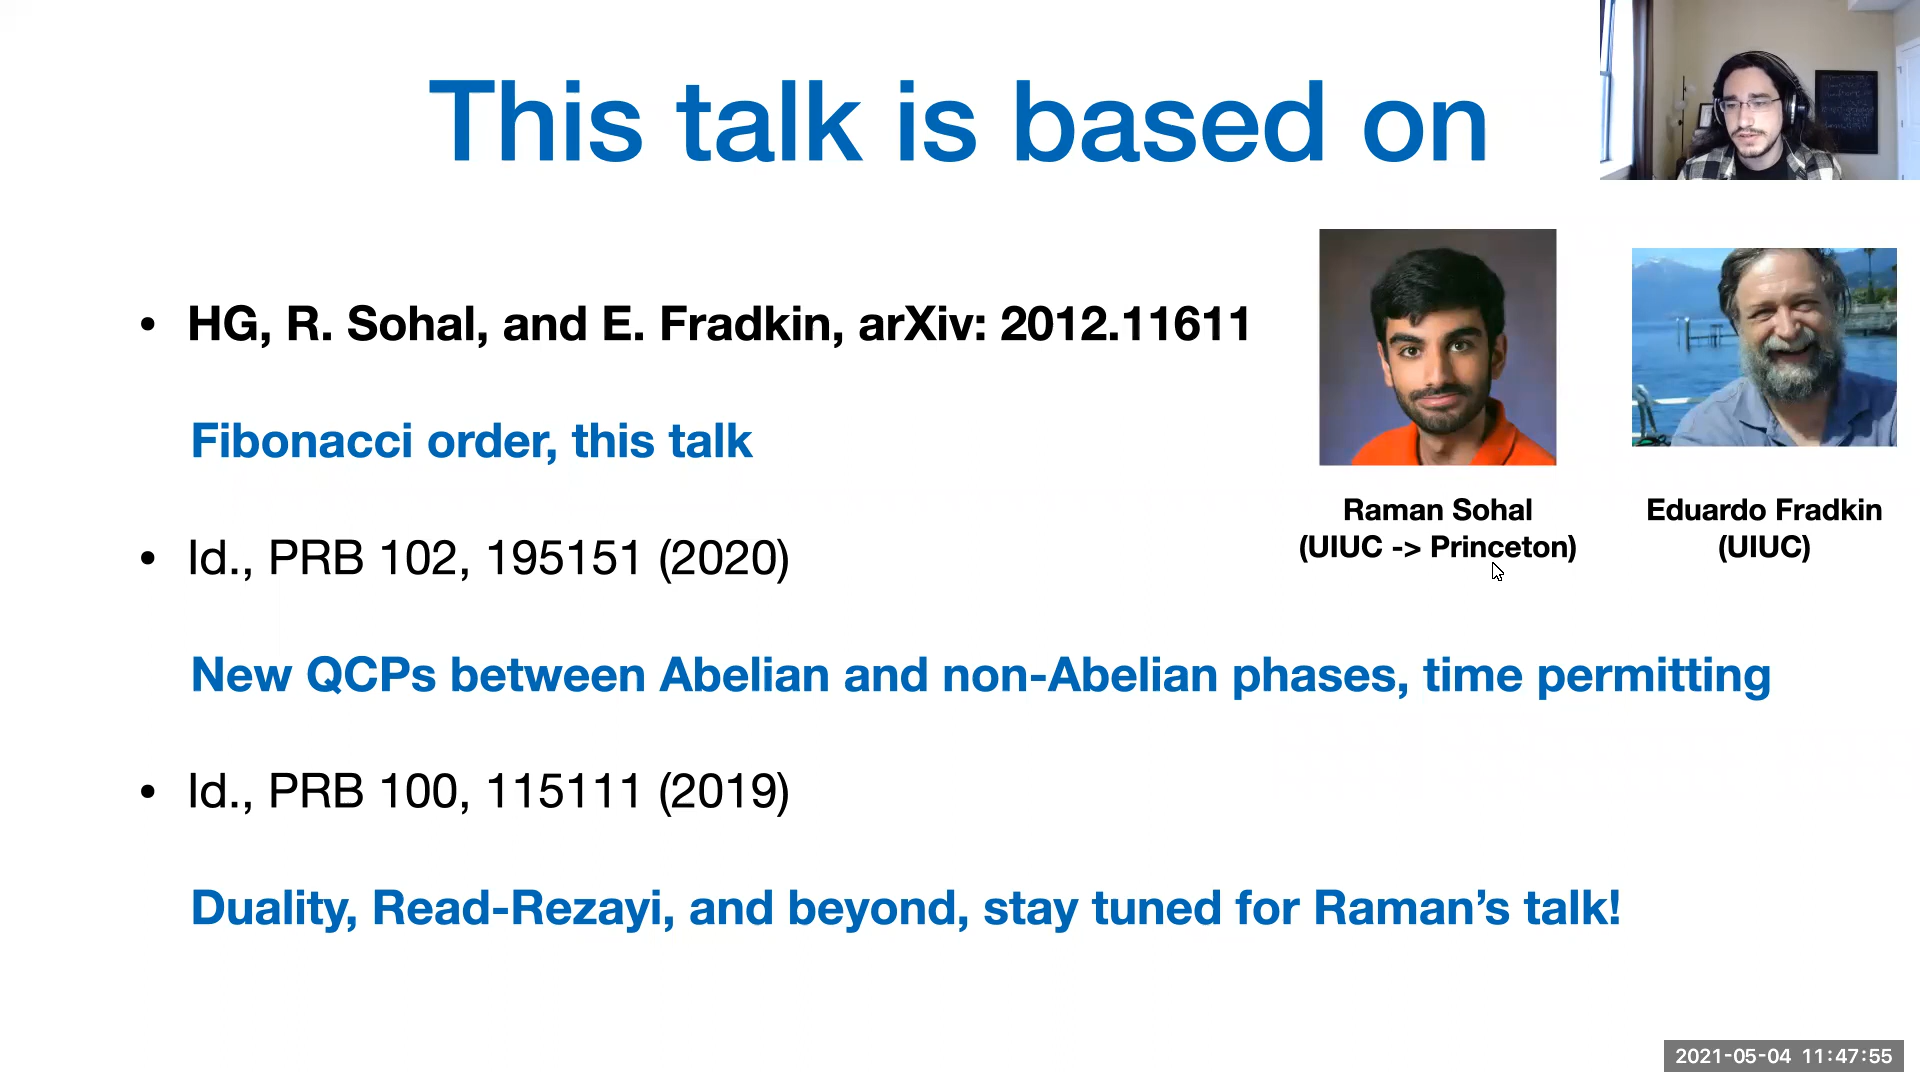 This talk is based on
• HG, R. Sohal, and E. Fradkin, arXiv: 2012.11611
Fibonacci order, this talk
• Id., PRB 102, 195151 (2020)
New QCPs between Abelian and non-Abelian phases, time permitting
• Id., PRB 100, 115111 (2019)
Duality, Read-Rezayi, and beyond, stay tuned for Raman’s talk!
Raman Sohal
(UIUC -> Princeton)
Eduardo Fradkin
(UIUC)
2021-05-04 11:47:55